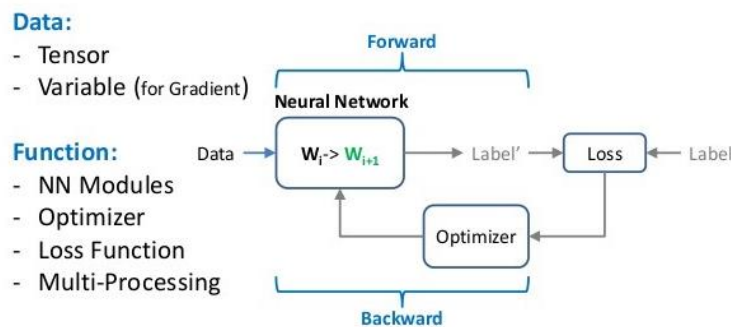 Data:
- Tensor
- Variable (for Gradient)
Function:
- NN Modules
- Optimizer
- Loss Function
- Multi-Processing
Forward
Neural Network
Data
Wi-> Wi+1
Label'
Loss
Label
Optimizer
Backward